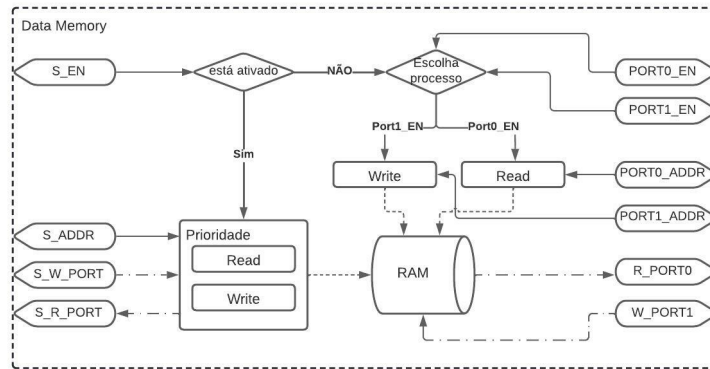 Data Memory
S_EN
está ativado
NÃO
Escolha
processo
PORT0_EN
PORT1_EN
Port1_EN
Port0_EN
Sim
Write
Read
PORT0_ADDR
PORT1_ADDR
S_ADDR
Prioridade
Read
Write
S_W_PORT
S_R_PORT
RAM
R_PORT0
W_PORT1